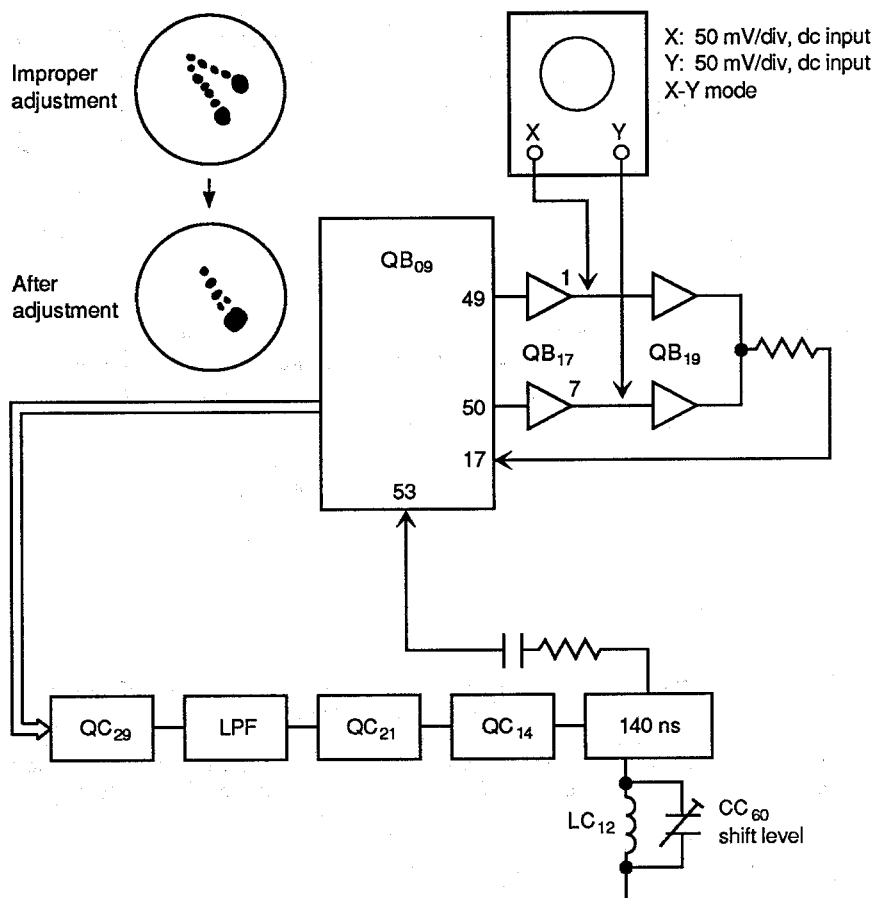 Improper
adjustment
After
adjustment
X: 50 mV/div, dc input
Y: 50 mV/div, dc input
X-Y mode
X Y
QB09
49
1
QB17
QB19
50
7
17
53
QC29
LPF
QC21
QC14
140 ns
LC12
CC60
shift level